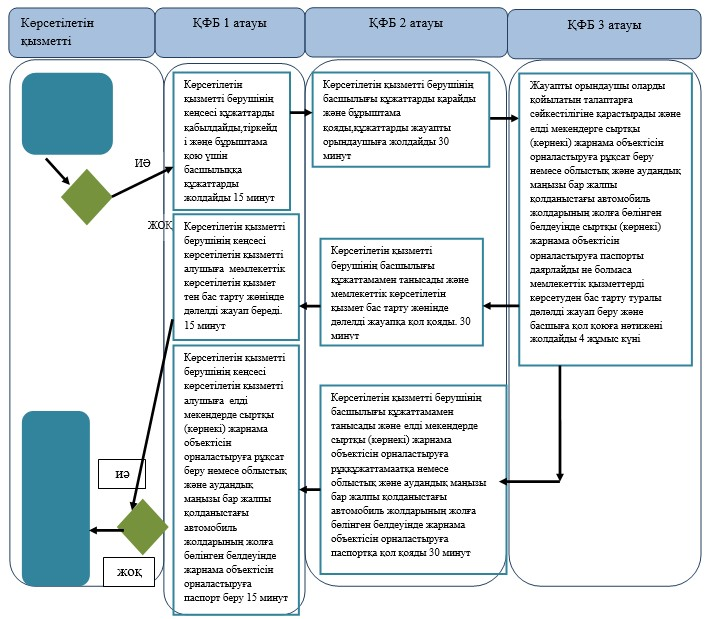 Көрсетілетін
қызметті
ҚФБ 1 атауы
ҚФБ 2 атауы
ҚФБ 3 атауы
Көрсетілетін
қызметті берушінің
кеңсесі құжаттарды
қабылдайды,тіркейд
і және бұрыштама
қою үшін
басшылыққа
құжаттарды
жолдайды 15 минут
Көрсетілетін қызметті берушінің
басшылығы құжаттарды қарайды
және бұрыштама
қояды,құжаттарды жауапты
орындаушыға жолдайды 30
минут
Жауапты орындаушы оларды
қойылатын талаптарға
сәйкестілігіне қарастырады және
елді мекендерге сыртқы
(көрнекі) жарнама объектісін
орналастыруға рұқсат беру
немесе облыстық және аудандық
маңызы бар жалпы
қолданыстағы автомобиль
жолдарының жолға бөлінген
белдеуінде сыртқы (көрнекі)
жарнама объектісін
орналастыруға паспорты
даярлайды не болмаса
мемлекеттік қызметтерді
көрсетуден бас тарту туралы
дәлөлді жауап беру және
басшыға қол қоюға нәтижені
жолдайды 4 жұмыс күні
ИӘ
ЖОҚ
Көрсетілетін қызметті
берушінің кеңсесі
көрсетілетін қызметті
алушыға мемлекеттік
көрсетілетін қызмет
тен бас тарту жөнінде
дәлелді жауап береді.
15 минут
Көрсетілетін қызметті
берушінің басшылығы
құжаттамамен танысады және
мемлекеттік көрсетілетін
қызмет бас тарту жөнінде
дәлелді жауапқа қол қояды. 30
минут
Көрсетілетін қызметті
берушінің кеңсесі
көрсетілетін қызметті
алушыға елді
мекендерде сыртқы
(көрнекі) жарнама
объектісін
орналастыруға рұқсат
беру немесе облыстық
және аудандық
маңызы бар жалпы
қолданыстағы
автомобиль
жолдарының жолға
бөлінген белдеуінде
жарнама объектісін
орналастыруға
паспорт беру 15 минут
Көрсетілетін қызметті берушінің
басшылығы құжаттамамен
танысады және елді мекендерде
сыртқы (көрнекі) жарнама
объектісін орналастыруға
рұққұжаттамаатқа немесе
облыстық және аудандық маңызы
бар жалпы қолданыстағы
автомобиль жолдарының жолға
бөлінген белдеуінде жарнама
объектісін орналастыруға
паспортқа қол қояды 30 минут
иә
жоқ